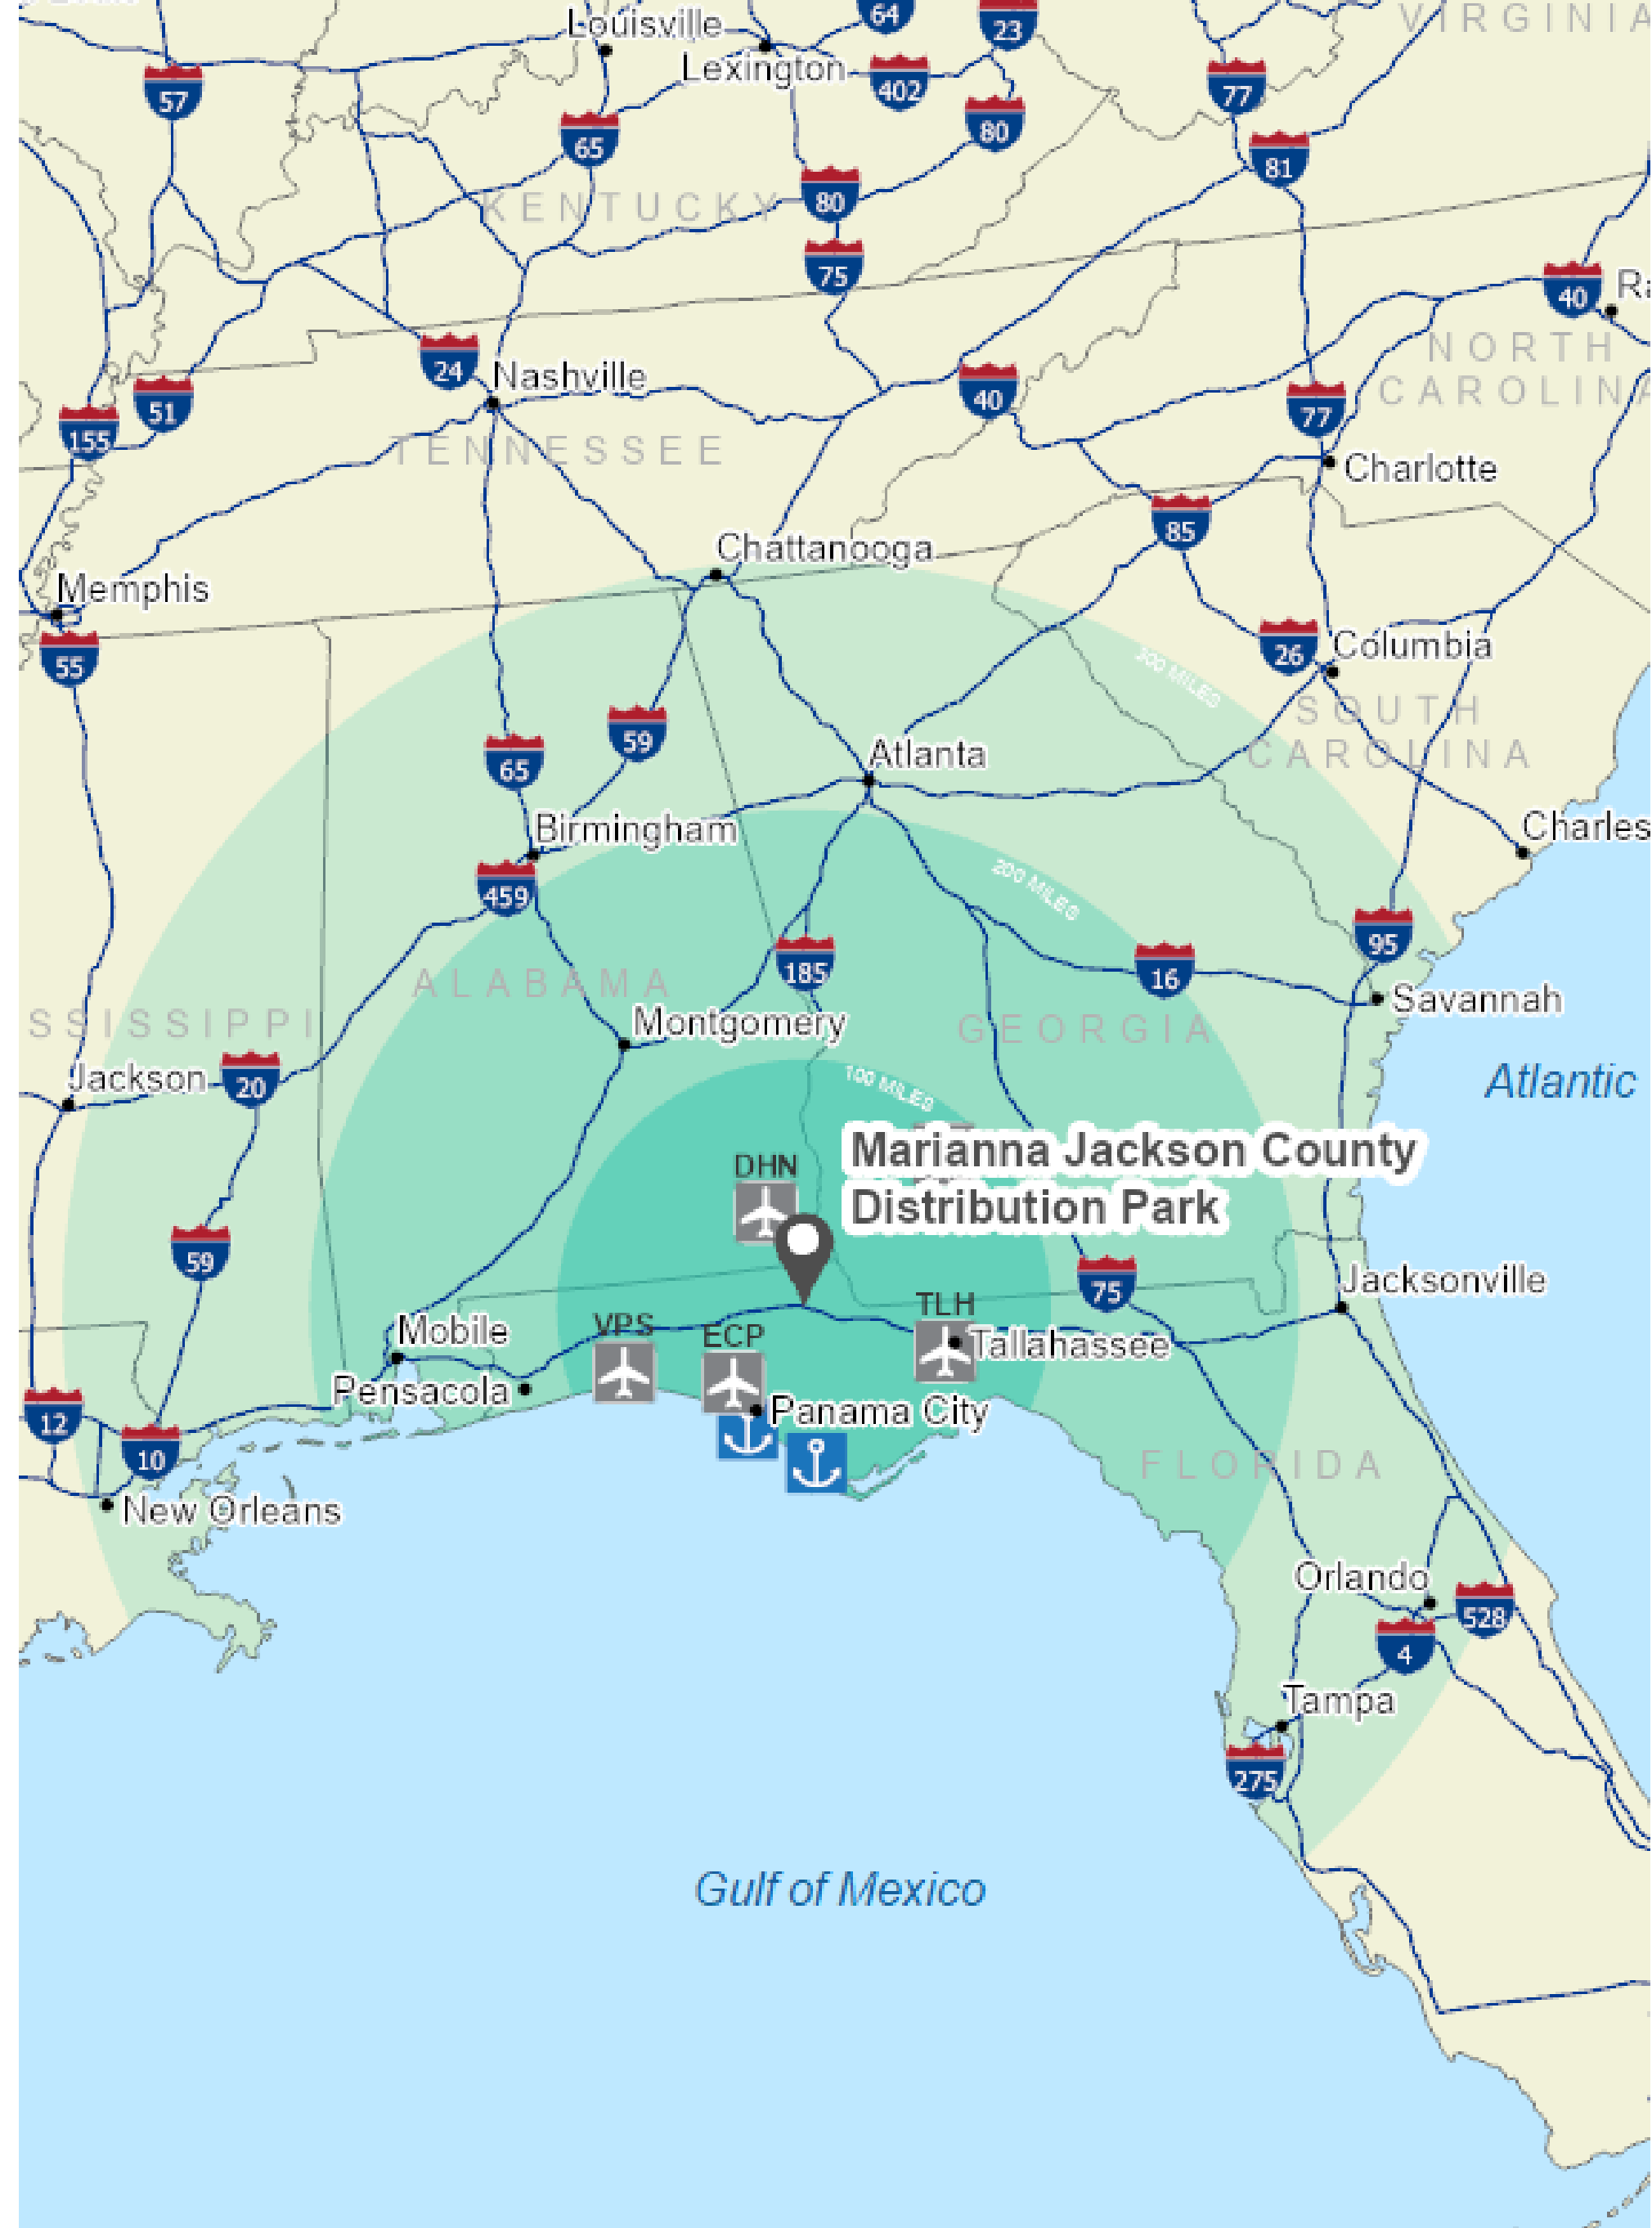 Louisville
64
23
VIRGINIA
57
Lexington
402
77
65
80
81
KENTUCKY
80
75
40
NORTH
CAROLINA
24
Nashville
51
40
77
155
TENNESSEE
Charlotte
85
Chattanooga
Memphis
55
26
Columbia
300 MILES
SOUTH
CAROLINA
59
65
Atlanta
Birmingham
Charles
459
200 MILES
95
185
16
ALABAMA
Savannah
SSISSIPPI
Montgomery
GEORGIA
Jackson
20
100 MILES
Atlantic
Marianna Jackson County
Distribution Park
DHN
59
75
Jacksonville
TLH
Mobile
VPS
ECP
Tallahassee
Pensacola
Panama City
12
10
FLORIDA
New Orleans
Orlando
528
4
Tampa
275
Gulf of Mexico